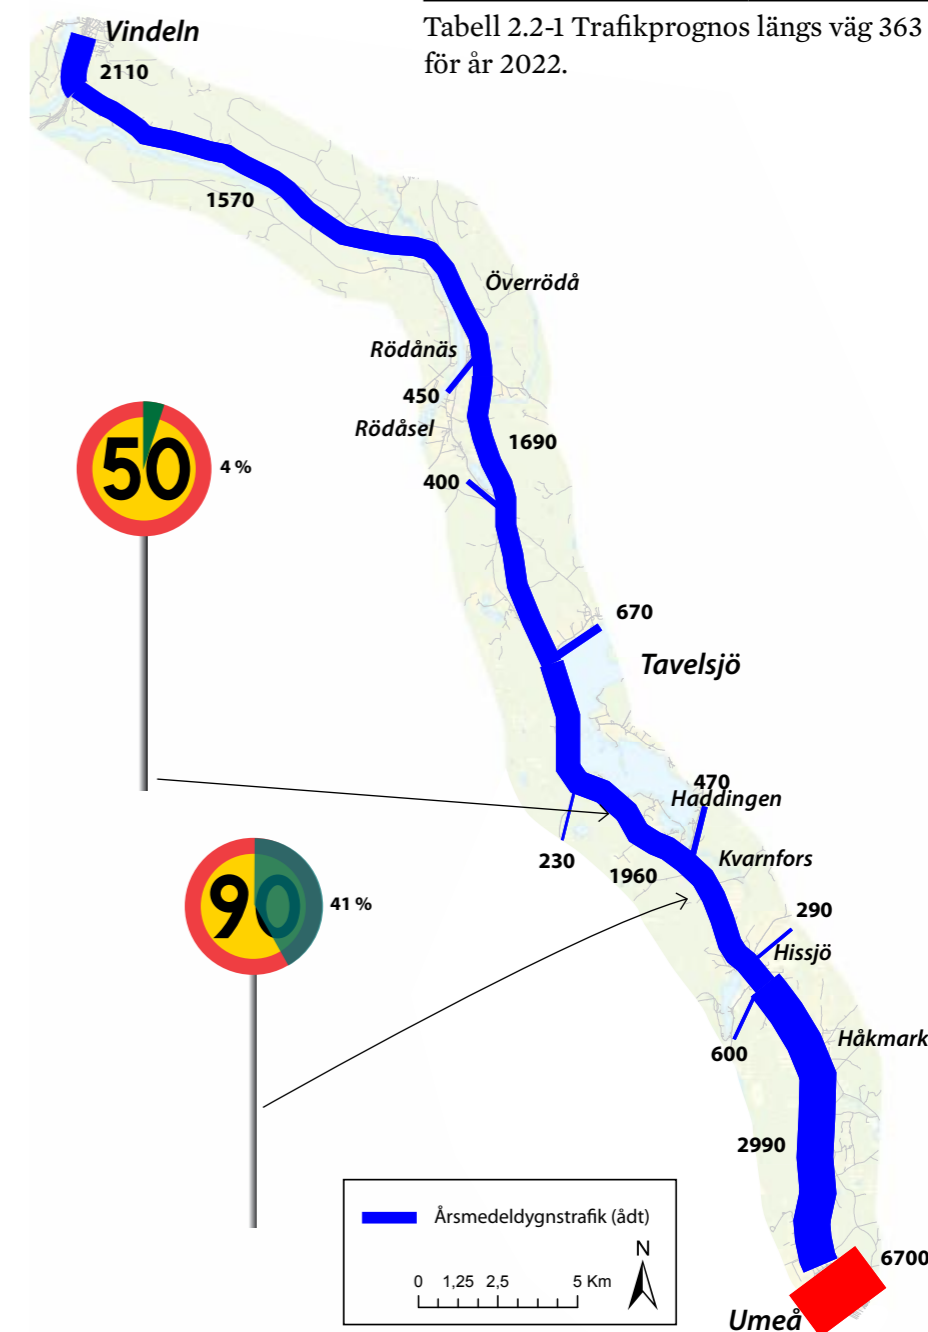 Tabell 2.2-1 Trafikprognos längs väg 363
för år 2022.
Vindeln
2110
1570
Överrödå
Rödånäs
450
Rödåsel
1690
400
50
4 %
670
Tavelsjö
470
Haddingen
230
1960
Kvarnfors
90
41 %
290
Hissjö
600
Håkmark
2990
Årsmedeldygnstrafik (ådt)
N
0 1,25 2,5 5 Km
6700
Umeå